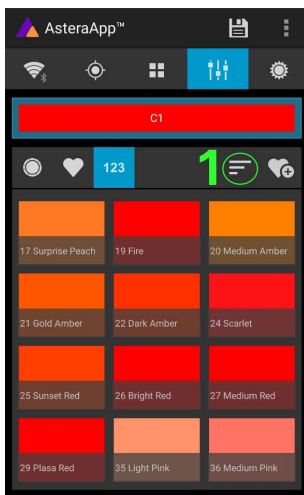 AsteraApp™
C1
123
1
17 Surprise Peach
19 Fire
20 Medium Amber
21 Gold Amber
22 Dark Amber
24 Scarlet
25 Sunset Red
26 Bright Red
27 Medium Red
29 Plasa Red
35 Light Pink
36 Medium Pink